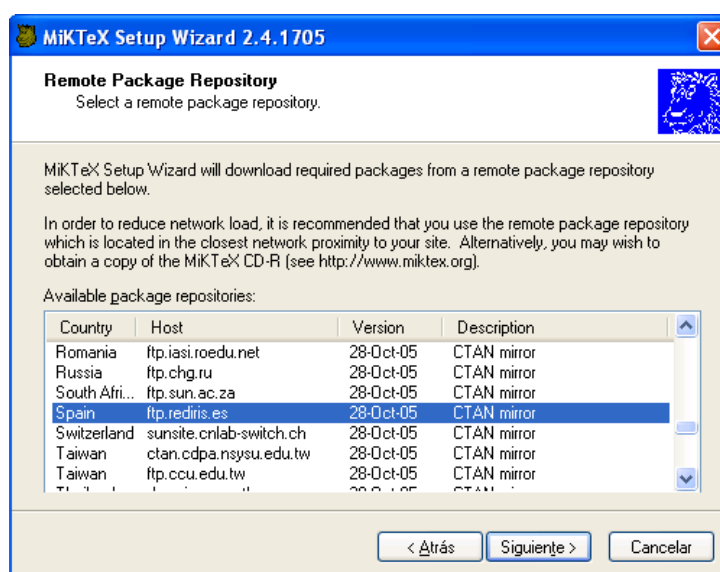 MiKTeX Setup Wizard 2.4.1705
Remote Package Repository
Select a remote package repository.
MiKTeX Setup Wizard will download required packages from a remote package repository
selected below.
In order to reduce network load, it is recommended that you use the remote package repository
which is located in the closest network proximity to your site. Alternatively, you may wish to
obtain a copy of the MiKTeX CD-R (see http://www.miktex.org).
Available package repositories:
Country Host Version Description
Romania ftp.iasi.roedu.net 28-Oct-05 CTAN mirror
Russia ftp.chg.ru 28-Oct-05 CTAN mirror
South Afri... ftp.sun.ac.za 28-Oct-05 CTAN mirror
Spain ftp.rediris.es 28-Oct-05 CTAN mirror
Switzerland sunsite.cnlab-switch.ch 28-Oct-05 CTAN mirror
Taiwan ctan.cdpa.nsysu.edu.tw 28-Oct-05 CTAN mirror
Taiwan ftp.ccu.edu.tw 28-Oct-05 CTAN mirror
< Atrás Siguiente > Cancelar